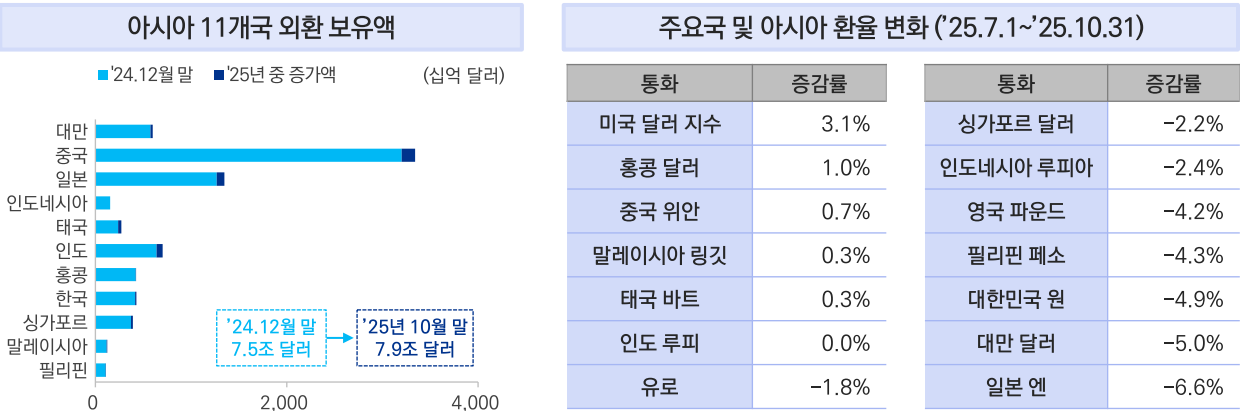 아시아 11개국 외환 보유액
'24.12월 말 '25년 중 증가액 (십억 달러)
대만
중국
일본
인도네시아
태국
인도
홍콩
한국
싱가포르
말레이시아
필리핀
'24.12월 말
7.5조 달러
'25년 10월 말
7.9조 달러
0 2,000 4,000
주요국 및 아시아 환율 변화 ('25.7.1~'25.10.31)
통화 증감률
미국 달러 지수 3.1%
홍콩 달러 1.0%
중국 위안 0.7%
말레이시아 링깃 0.3%
태국 바트 0.3%
인도 루피 0.0%
유로 −1.8%
통화 증감률
싱가포르 달러 −2.2%
인도네시아 루피아 −2.4%
영국 파운드 −4.2%
필리핀 페소 −4.3%
대한민국 원 −4.9%
대만 달러 −5.0%
일본 엔 −6.6%